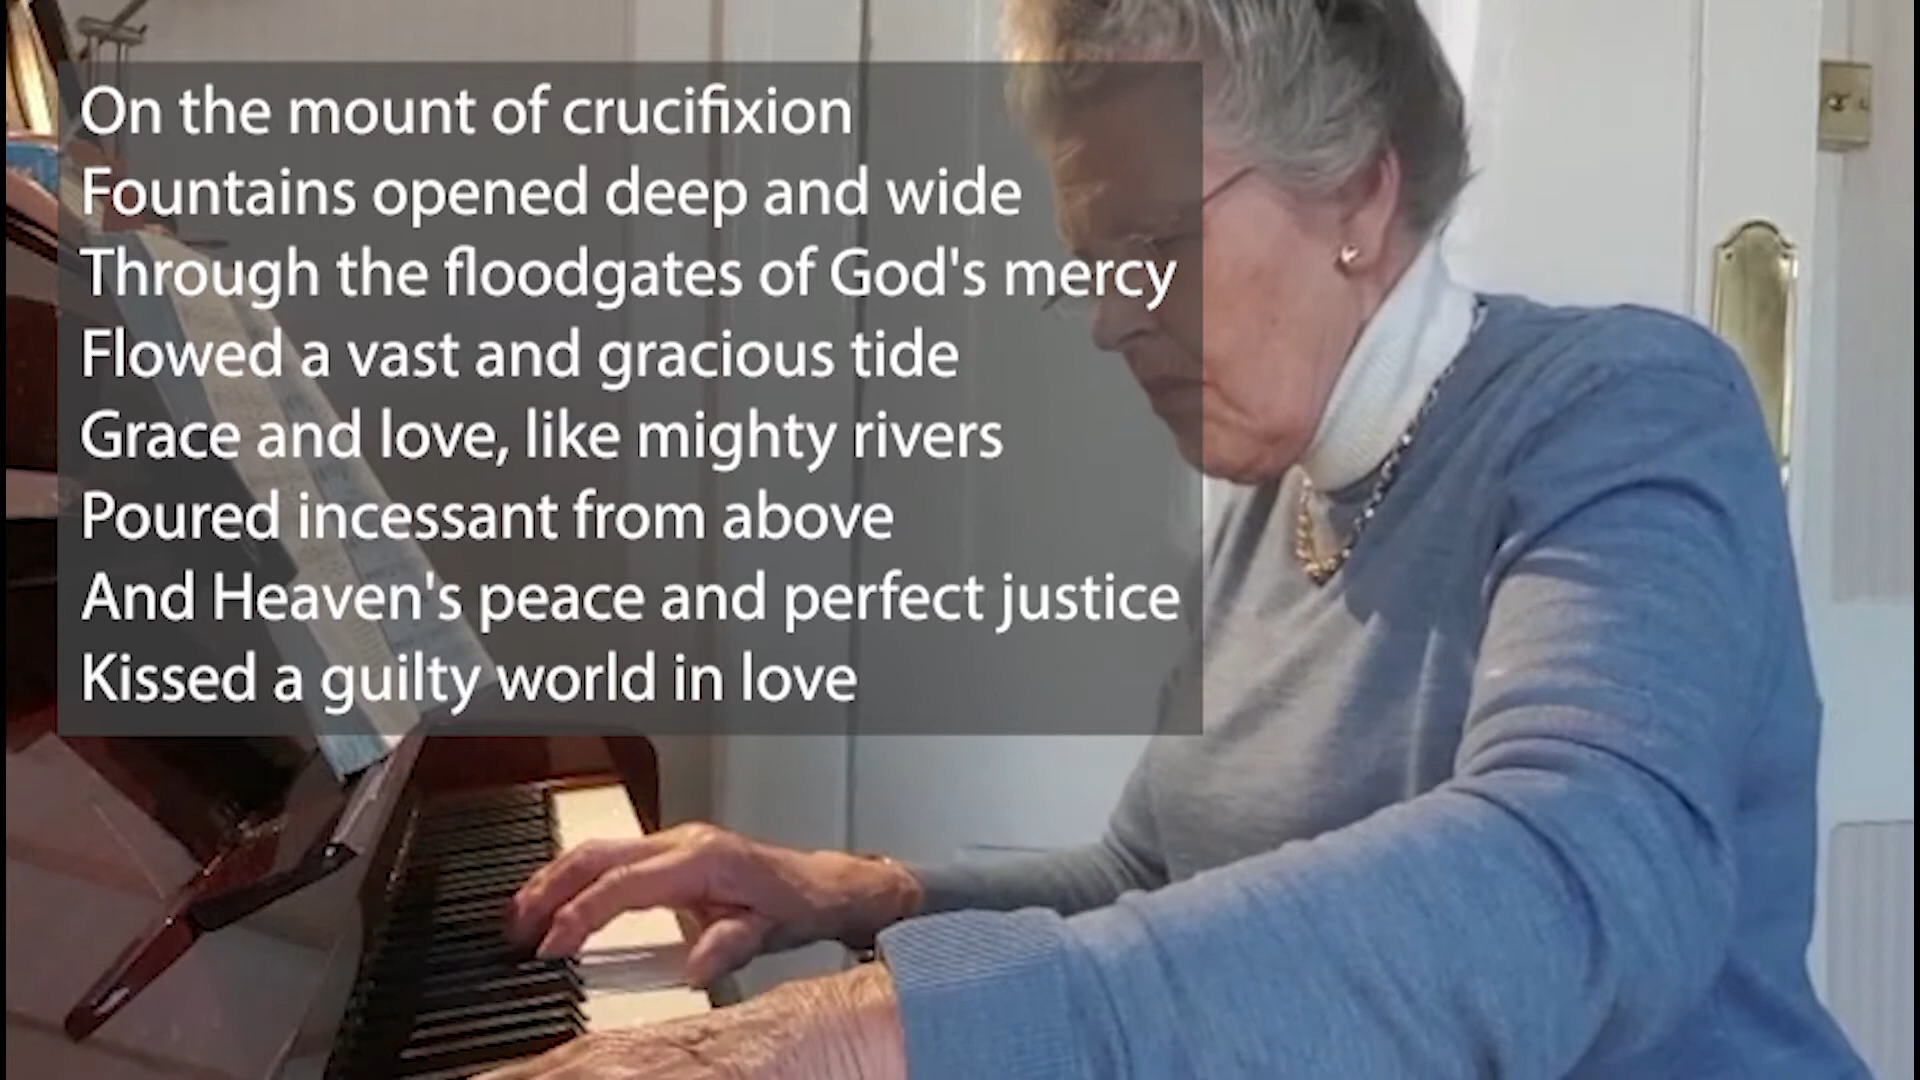 On the mount of crucifixion
Fountains opened deep and wide
Through the floodgates of God's mercy
Flowed a vast and gracious tide
Grace and love, like mighty rivers
Poured incessant from above
And Heaven's peace and perfect justice
Kissed a guilty world in love